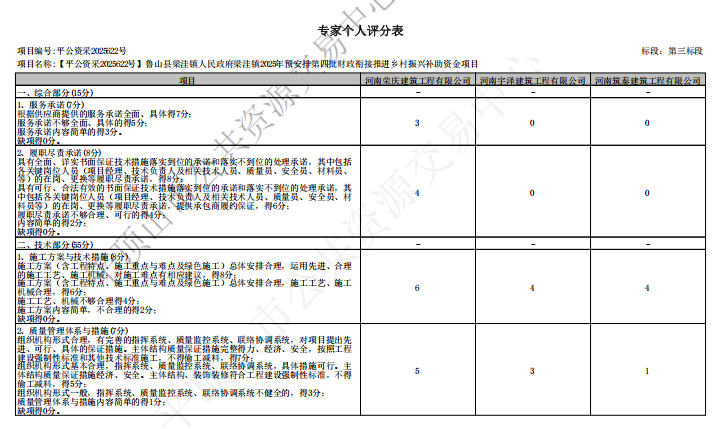 专家个人评分表
项目编号:平公资采2025622号
标段：第三标段
项目名称:【平公资采2025622号】鲁山县梁洼镇人民政府梁洼镇2025年预安排第四批财政衔接推进乡村振兴补助资金项目
项目 河南荣庆建筑工程有限公司 河南宇泽建筑工程有限公司 河南筑泰建筑工程有限公司
一、综合部分(15分) - - -
1、服务承诺(7分)
根据供应商提供的服务承诺全面、具体得7分；
服务承诺不够全面、具体的得5分；
服务承诺内容简单的得3分。
缺项得0分。
3 0 0
2、履职尽责承诺(8分)
具有全面、详实书面保证技术措施落实到位的承诺和落实不到位的处理承诺，其中包括
各关键岗位人员（项目经理、技术负责人及相关技术人员、质量员、安全员、材料员、
等）的在岗、更换等履职尽责承诺，得8分；
具有可行、合法有效的书面保证技术措施落实到位的承诺和落实不到位的处理承诺，其
中包括各关键岗位人员（项目经理、技术负责人及相关技术人员、质量员、安全员、材
料员等）的在岗、更换等履职尽责承诺，提供承包商履约保证，得6分；
履职尽责承诺不够合理、可行的得4分；
内容简单的得2分；
缺项得0分。
4 0 0
二、技术部分(55分) - - -
1、施工方案与技术措施(8分)
施工方案（含工程特点、施工重点与难点及绿色施工）总体安排合理，运用先进、合理
的施工工艺、施工机械；对施工难点有相应建议，得8分；
施工方案（含工程特点、施工重点与难点及绿色施工）总体安排合理，施工工艺、施工
机械合理，得6分；
施工工艺、机械不够合理得4分；
施工方案内容简单，不合理的得2分；
缺项得0分。
6 4 4
2、质量管理体系与措施(7分)
组织机构形式合理，有完善的指挥系统、质量监控系统、联络协调系统，对项目提出先
进、可行、具体的保证措施。主体结构质量保证措施完整得力、经济、安全，按照工程
建设强制性标准和其他技术标准施工，不得偷工减料，得7分；
组织机构形式基本合理，指挥系统、质量监控系统、联络协调系统，具体措施可行。主
体结构质量保证措施经济、安全。主体结构、装饰装修符合工程建设强制性标准，不得
偷工减料，得5分；
组织机构形式一般，指挥系统、质量监控系统、联络协调系统不健全的，得3分；
质量管理体系与措施内容简单的得1分；
缺项得0分。
5 3 1